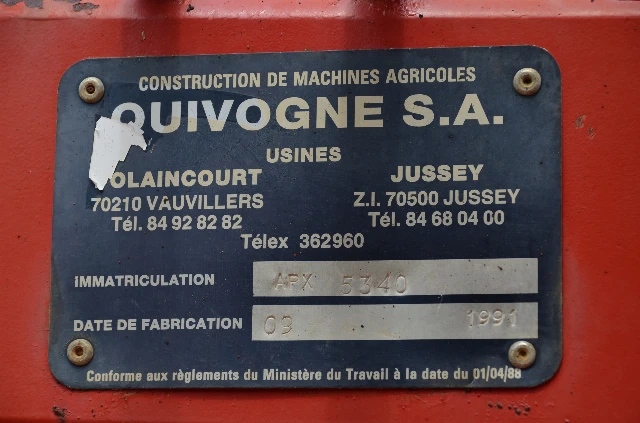 CONSTRUCTION DE MACHINES AGRICOLES
QUIVOGNE S.A.
USINES
OLAINCOURT JUSSEY
70210 VAUVILLERS Z.I. 70500 JUSSEY
Tél. 84 92 82 82 Tél. 84 68 04 00
Télex 362960
IMMATRICULATION APX 5340
DATE DE FABRICATION 09 1991
Conforme aux règlements du Ministère du Travail à la date du 01/04/88